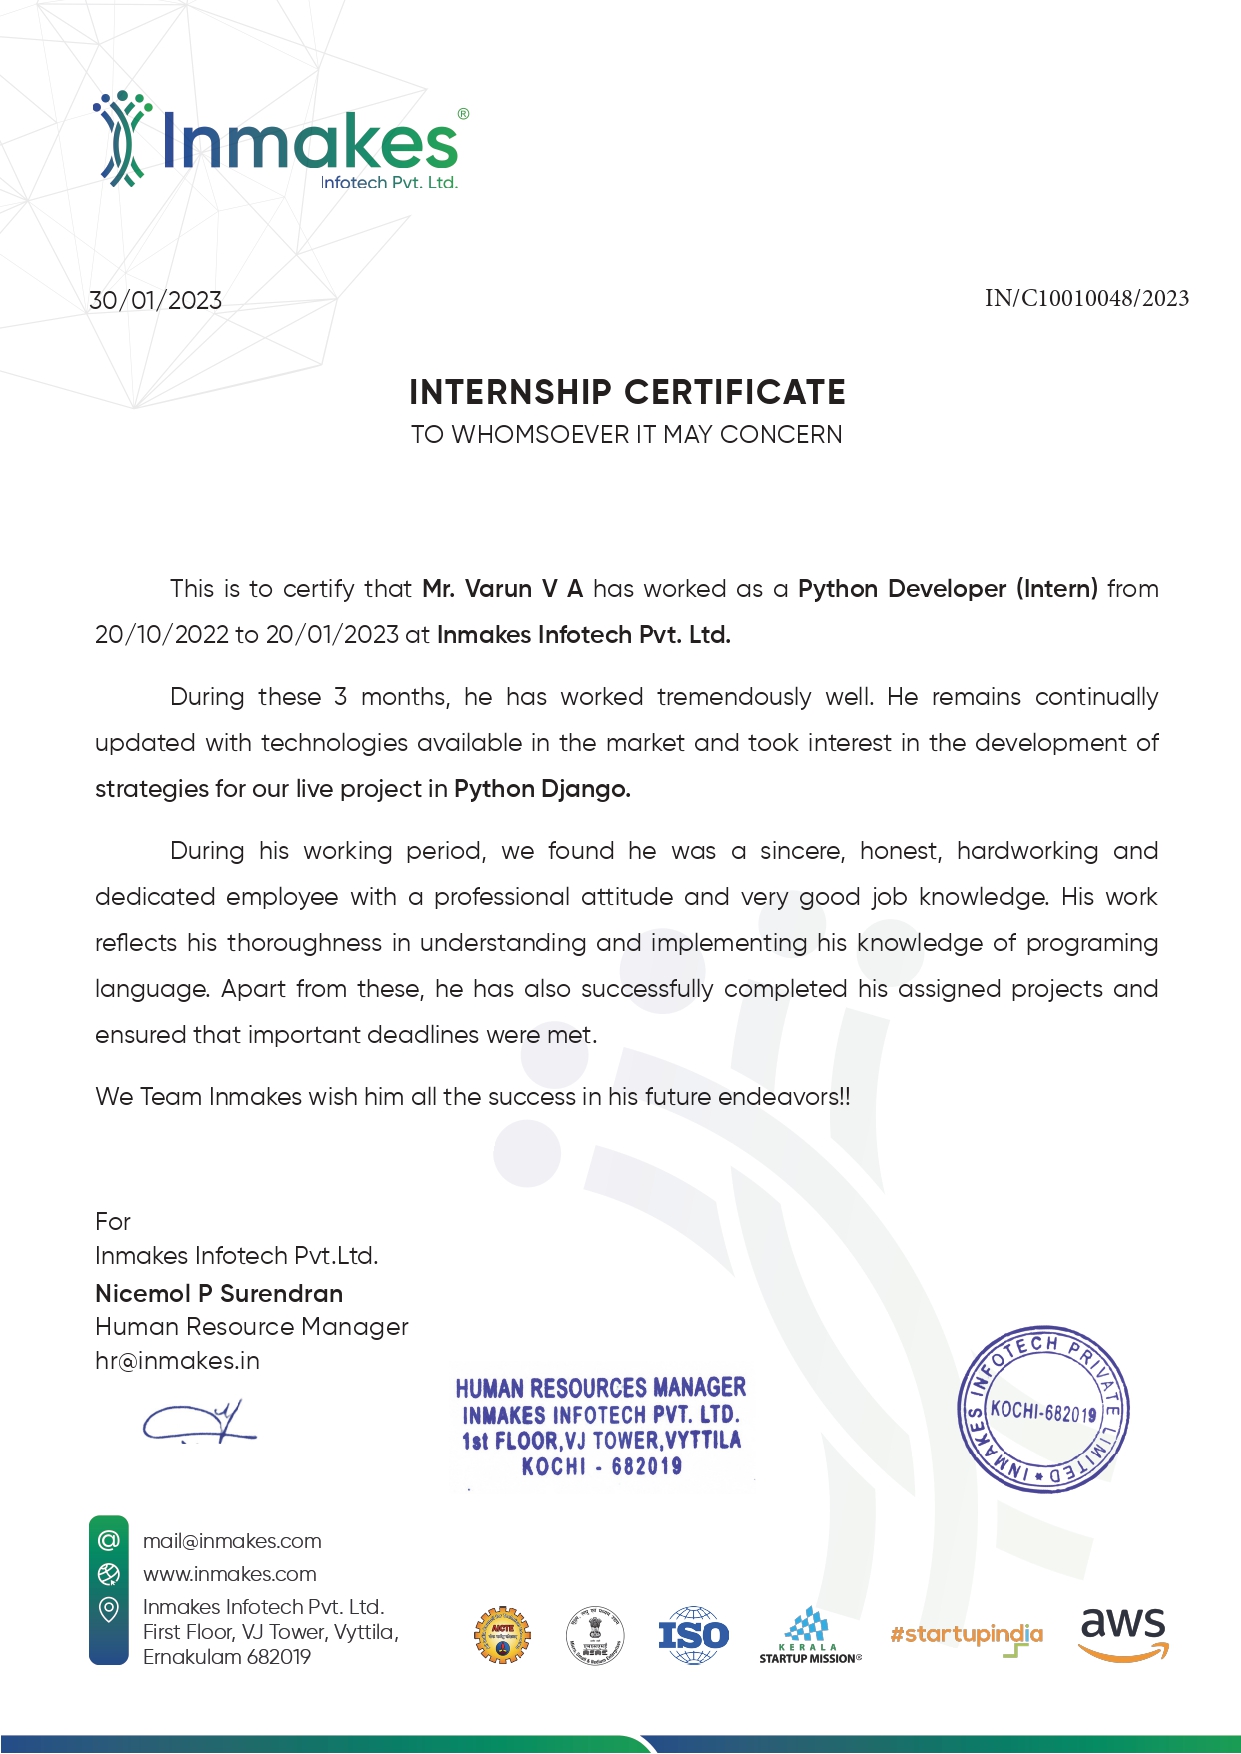 Inmakes®
Infotech Pvt. Ltd.
30/01/2023
IN/C10010048/2023
INTERNSHIP CERTIFICATE
TO WHOMSOEVER IT MAY CONCERN
This is to certify that Mr. Varun V A has worked as a Python Developer (Intern) from
20/10/2022 to 20/01/2023 at Inmakes Infotech Pvt. Ltd.
During these 3 months, he has worked tremendously well. He remains continually
updated with technologies available in the market and took interest in the development of
strategies for our live project in Python Django.
During his working period, we found he was a sincere, honest, hardworking and
dedicated employee with a professional attitude and very good job knowledge. His work
reflects his thoroughness in understanding and implementing his knowledge of programing
language. Apart from these, he has also successfully completed his assigned projects and
ensured that important deadlines were met.
We Team Inmakes wish him all the success in his future endeavors!!
For
Inmakes Infotech Pvt.Ltd.
Nicemol P Surendran
Human Resource Manager
hr@inmakes.in
HUMAN RESOURCES MANAGER
INMAKES INFOTECH PVT. LTD.
1st FLOOR,VJ TOWER,VYTTILA
KOCHI - 682019
INMAKES INFOTECH PRIVATE LIMITED
KOCHI-682019
mail@inmakes.com
www.inmakes.com
Inmakes Infotech Pvt. Ltd.
First Floor, VJ Tower, Vyttila,
Ernakulam 682019
AICTE
ISO
KERALA
STARTUP MISSION
#startupindia
aws